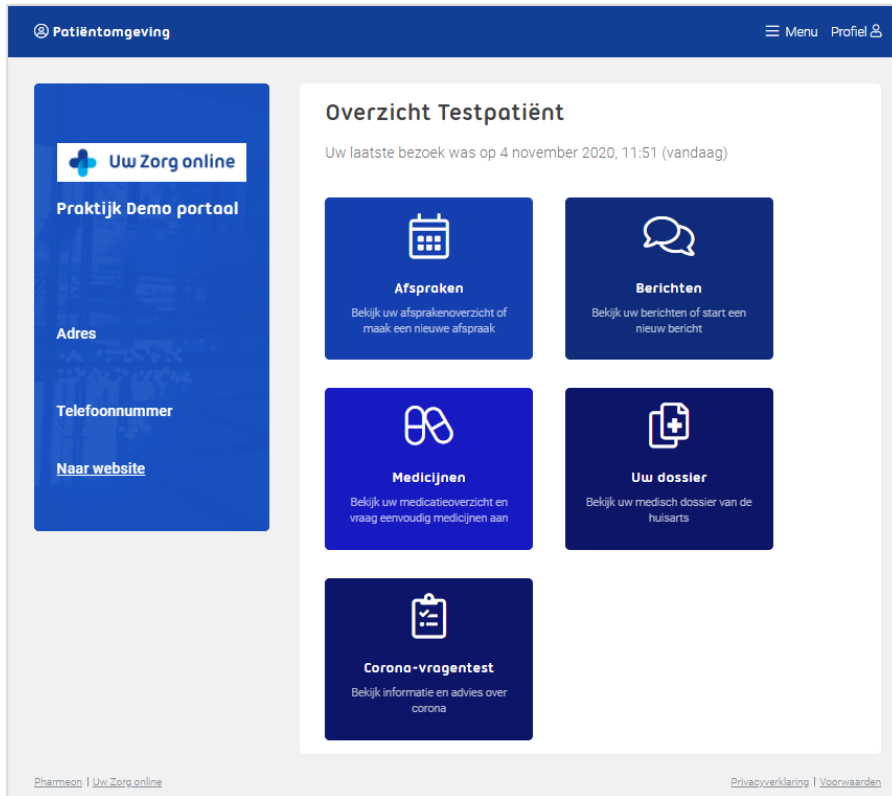 Patiëntomgeving
Menu Profiel
Uw Zorg online
Praktijk Demo portaal
Adres
Telefoonnummer
Naar website
Overzicht Testpatiënt
Uw laatste bezoek was op 4 november 2020, 11:51 (vandaag)
Afspraken
Bekijk uw afsprakenoverzicht of
maak een nieuwe afspraak
Berichten
Bekijk uw berichten of start een
nieuw bericht
Medicijnen
Bekijk uw medicatieoverzicht en
vraag eenvoudig medicijnen aan
Uw dossier
Bekijk uw medisch dossier van de
huisarts
Corona-vragentest
Bekijk informatie en advies over
corona
Pharmeon | Uw Zorg online
Privacyverklaring | Voorwaarden